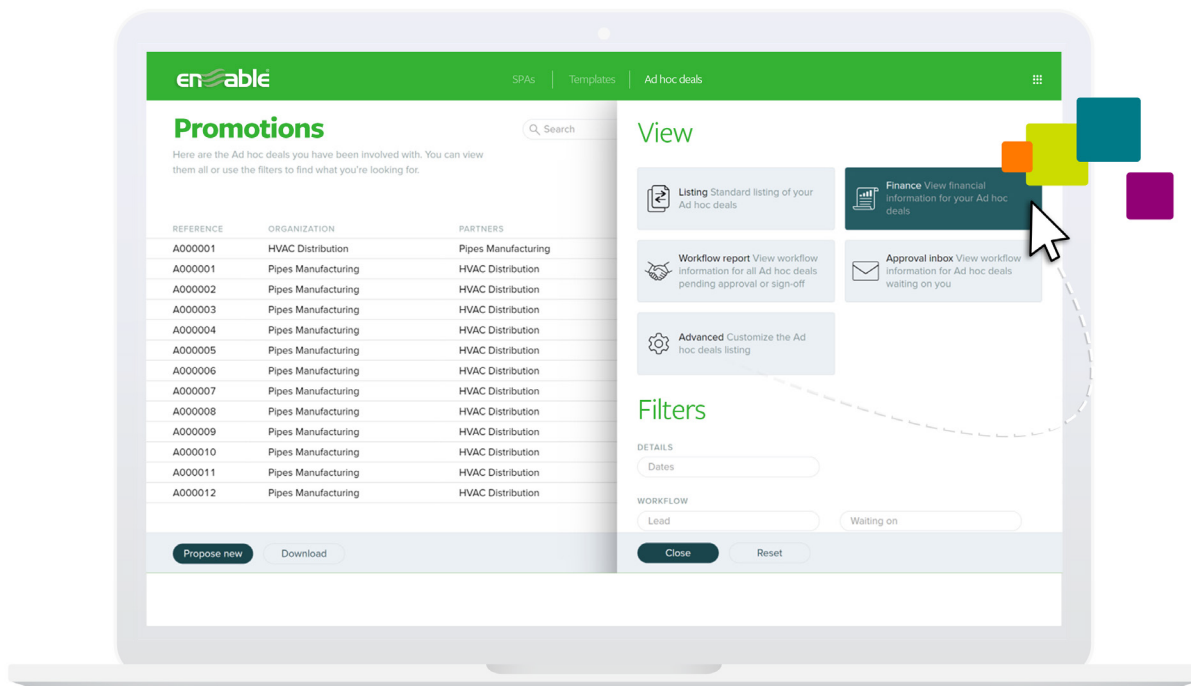 enable
SPAs Templates Ad hoc deals
Promotions
Search
Here are the Ad hoc deals you have been involved with. You can view
them all or use the filters to find what you're looking for.
REFERENCE ORGANIZATION PARTNERS
A000001 HVAC Distribution Pipes Manufacturing
A000001 Pipes Manufacturing HVAC Distribution
A000002 Pipes Manufacturing HVAC Distribution
A000003 Pipes Manufacturing HVAC Distribution
A000004 Pipes Manufacturing HVAC Distribution
A000005 Pipes Manufacturing HVAC Distribution
A000006 Pipes Manufacturing HVAC Distribution
A000007 Pipes Manufacturing HVAC Distribution
A000008 Pipes Manufacturing HVAC Distribution
A000009 Pipes Manufacturing HVAC Distribution
A000010 Pipes Manufacturing HVAC Distribution
A000011 Pipes Manufacturing HVAC Distribution
A000012 Pipes Manufacturing HVAC Distribution
Propose new Download
View
Listing Standard listing of your
Ad hoc deals
Finance View financial
information for your Ad hoc
deals
Workflow report View workflow
information for all Ad hoc deals
pending approval or sign-off
Approval inbox View workflow
information for Ad hoc deals
waiting on you
Advanced Customize the Ad
hoc deals listing
Filters
DETAILS
Dates
WORKFLOW
Lead Waiting on
Close Reset